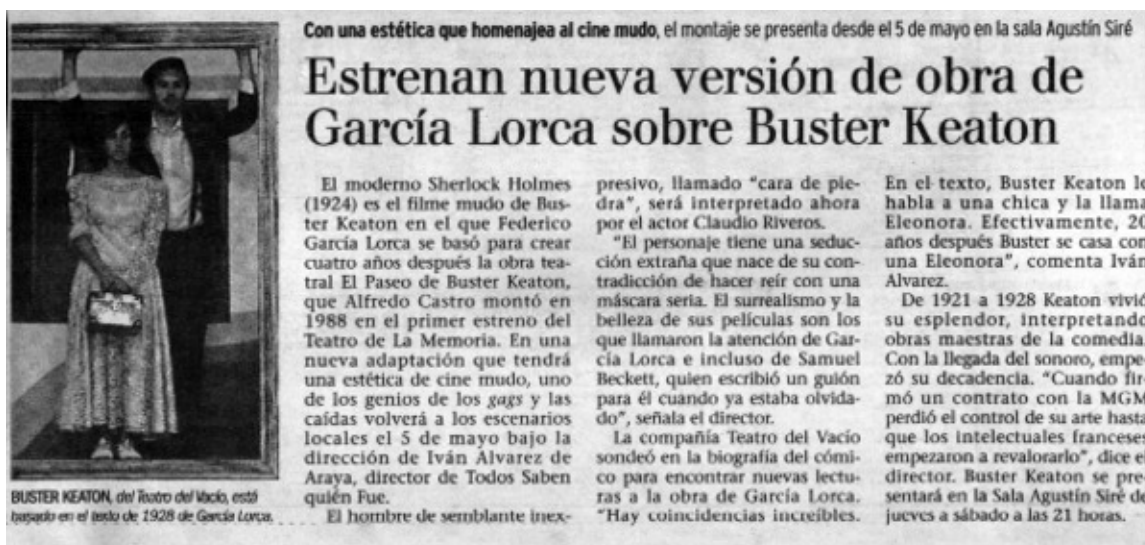 Con una estética que homenajea al cine mudo, el montaje se presenta desde el 5 de mayo en la sala Agustín Siré
Estrenan nueva versión de obra de
García Lorca sobre Buster Keaton
El moderno Sherlock Holmes
(1924) es el filme mudo de Bus-
ter Keaton en el que Federico
García Lorca se basó para crear
cuatro años después la obra tea-
tral El Paseo de Buster Keaton,
que Alfredo Castro montó en
1988 en el primer estreno del
Teatro de La Memoria. En una
nueva adaptación que tendrá
una estética de cine mudo, uno
de los genios de los gags y las
caídas volverá a los escenarios
locales el 5 de mayo bajo la
dirección de Iván Alvarez de
Araya, director de Todos Saben
quién Fue.
El hombre de semblante inex-
presivo, llamado "cara de pie-
dra", será interpretado ahora
por el actor Claudio Riveros.
"El personaje tiene una seduc-
ción extraña que nace de su con-
tradicción de hacer reír con una
máscara seria. El surrealismo y la
belleza de sus películas son los
que llamaron la atención de Gar-
cía Lorca e incluso de Samuel
Beckett, quien escribió un guión
para él cuando ya estaba olvida-
do", señala el director.
La compañía Teatro del Vacío
sondeó en la biografía del cómi-
co para encontrar nuevas lectu-
ras a la obra de García Lorca.
"Hay coincidencias increíbles.
En el texto, Buster Keaton le
habla a una chica y la llama
Eleonora. Efectivamente, 20
años después Buster se casa con
una Eleonora", comenta Iván
Alvarez.
De 1921 a 1928 Keaton vivió
su esplendor, interpretando
obras maestras de la comedia.
Con la llegada del sonoro, empe-
zó su decadencia. "Cuando fir-
mó un contrato con la MGM
perdió el control de su arte hasta
que los intelectuales franceses
empezaron a revalorarlo", dice el
director. Buster Keaton se pre-
sentará en la Sala Agustín Siré de
jueves a sábado a las 21 horas.
BUSTER KEATON, del Teatro del Vacío, está
basado en el texto de 1928 de García Lorca.